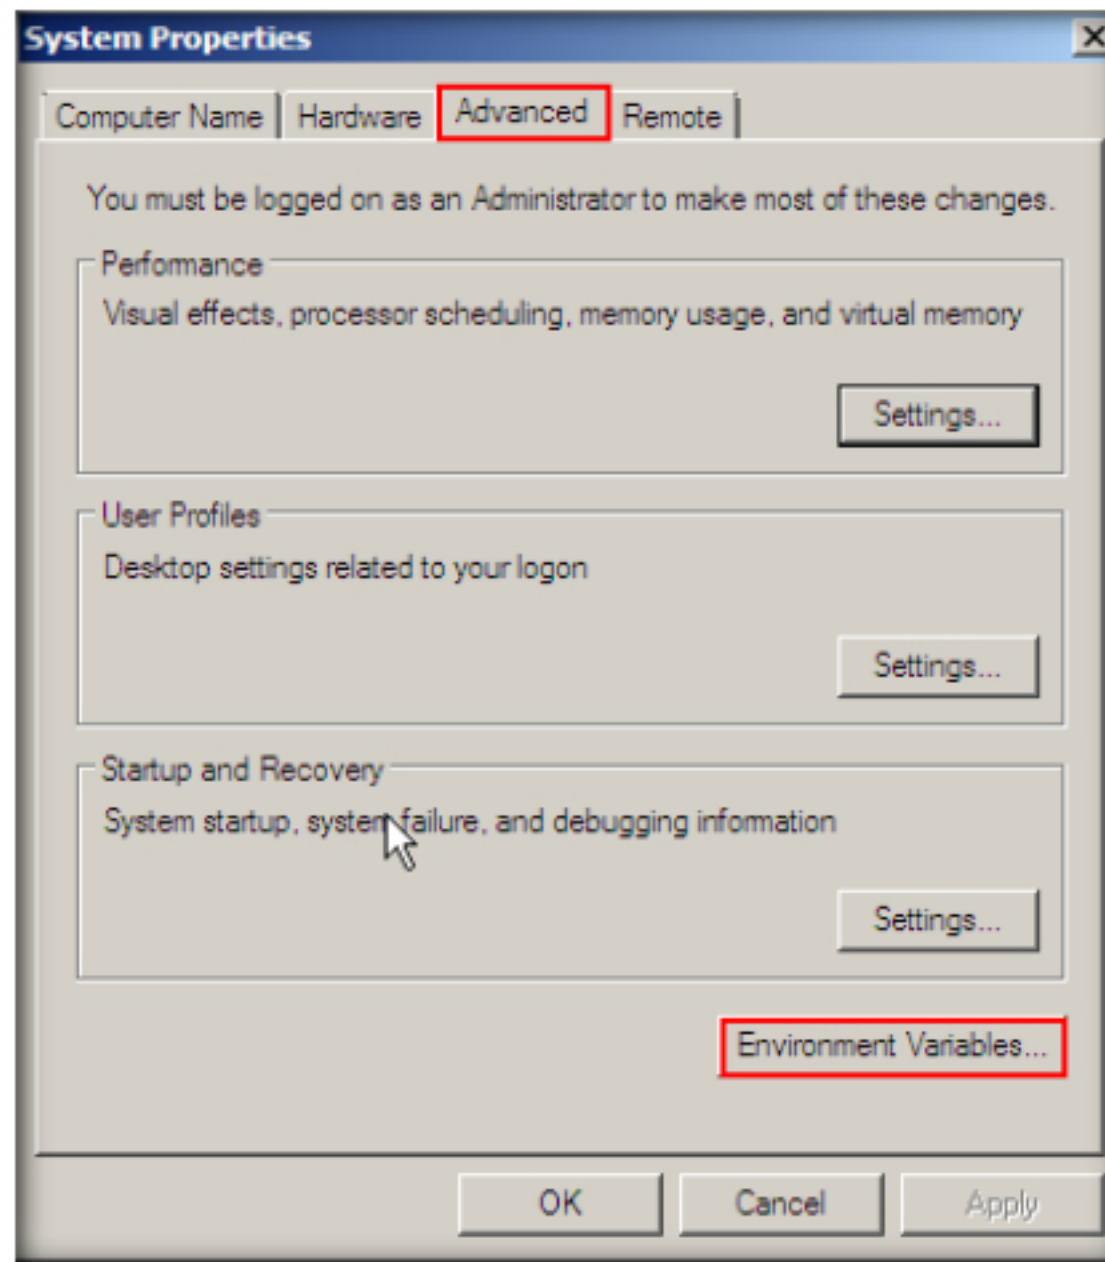 System Properties
Computer Name Hardware Advanced Remote
You must be logged on as an Administrator to make most of these changes.
Performance
Visual effects, processor scheduling, memory usage, and virtual memory
Settings...
User Profiles
Desktop settings related to your logon
Settings...
Startup and Recovery
System startup, system failure, and debugging information
Settings...
Environment Variables...
OK Cancel Apply